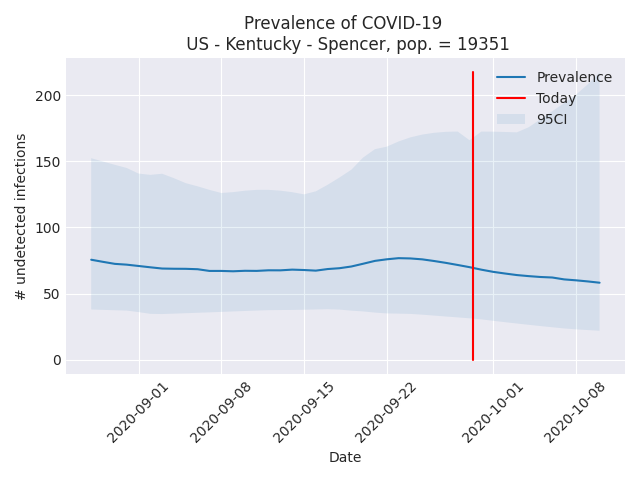 Prevalence of COVID-19
US - Kentucky - Spencer, pop. = 19351
Prevalence
Today
95CI
# undetected infections
200
150
100
50
0
2020-09-01
2020-09-08
2020-09-15
2020-09-22
2020-10-01
2020-10-08
Date